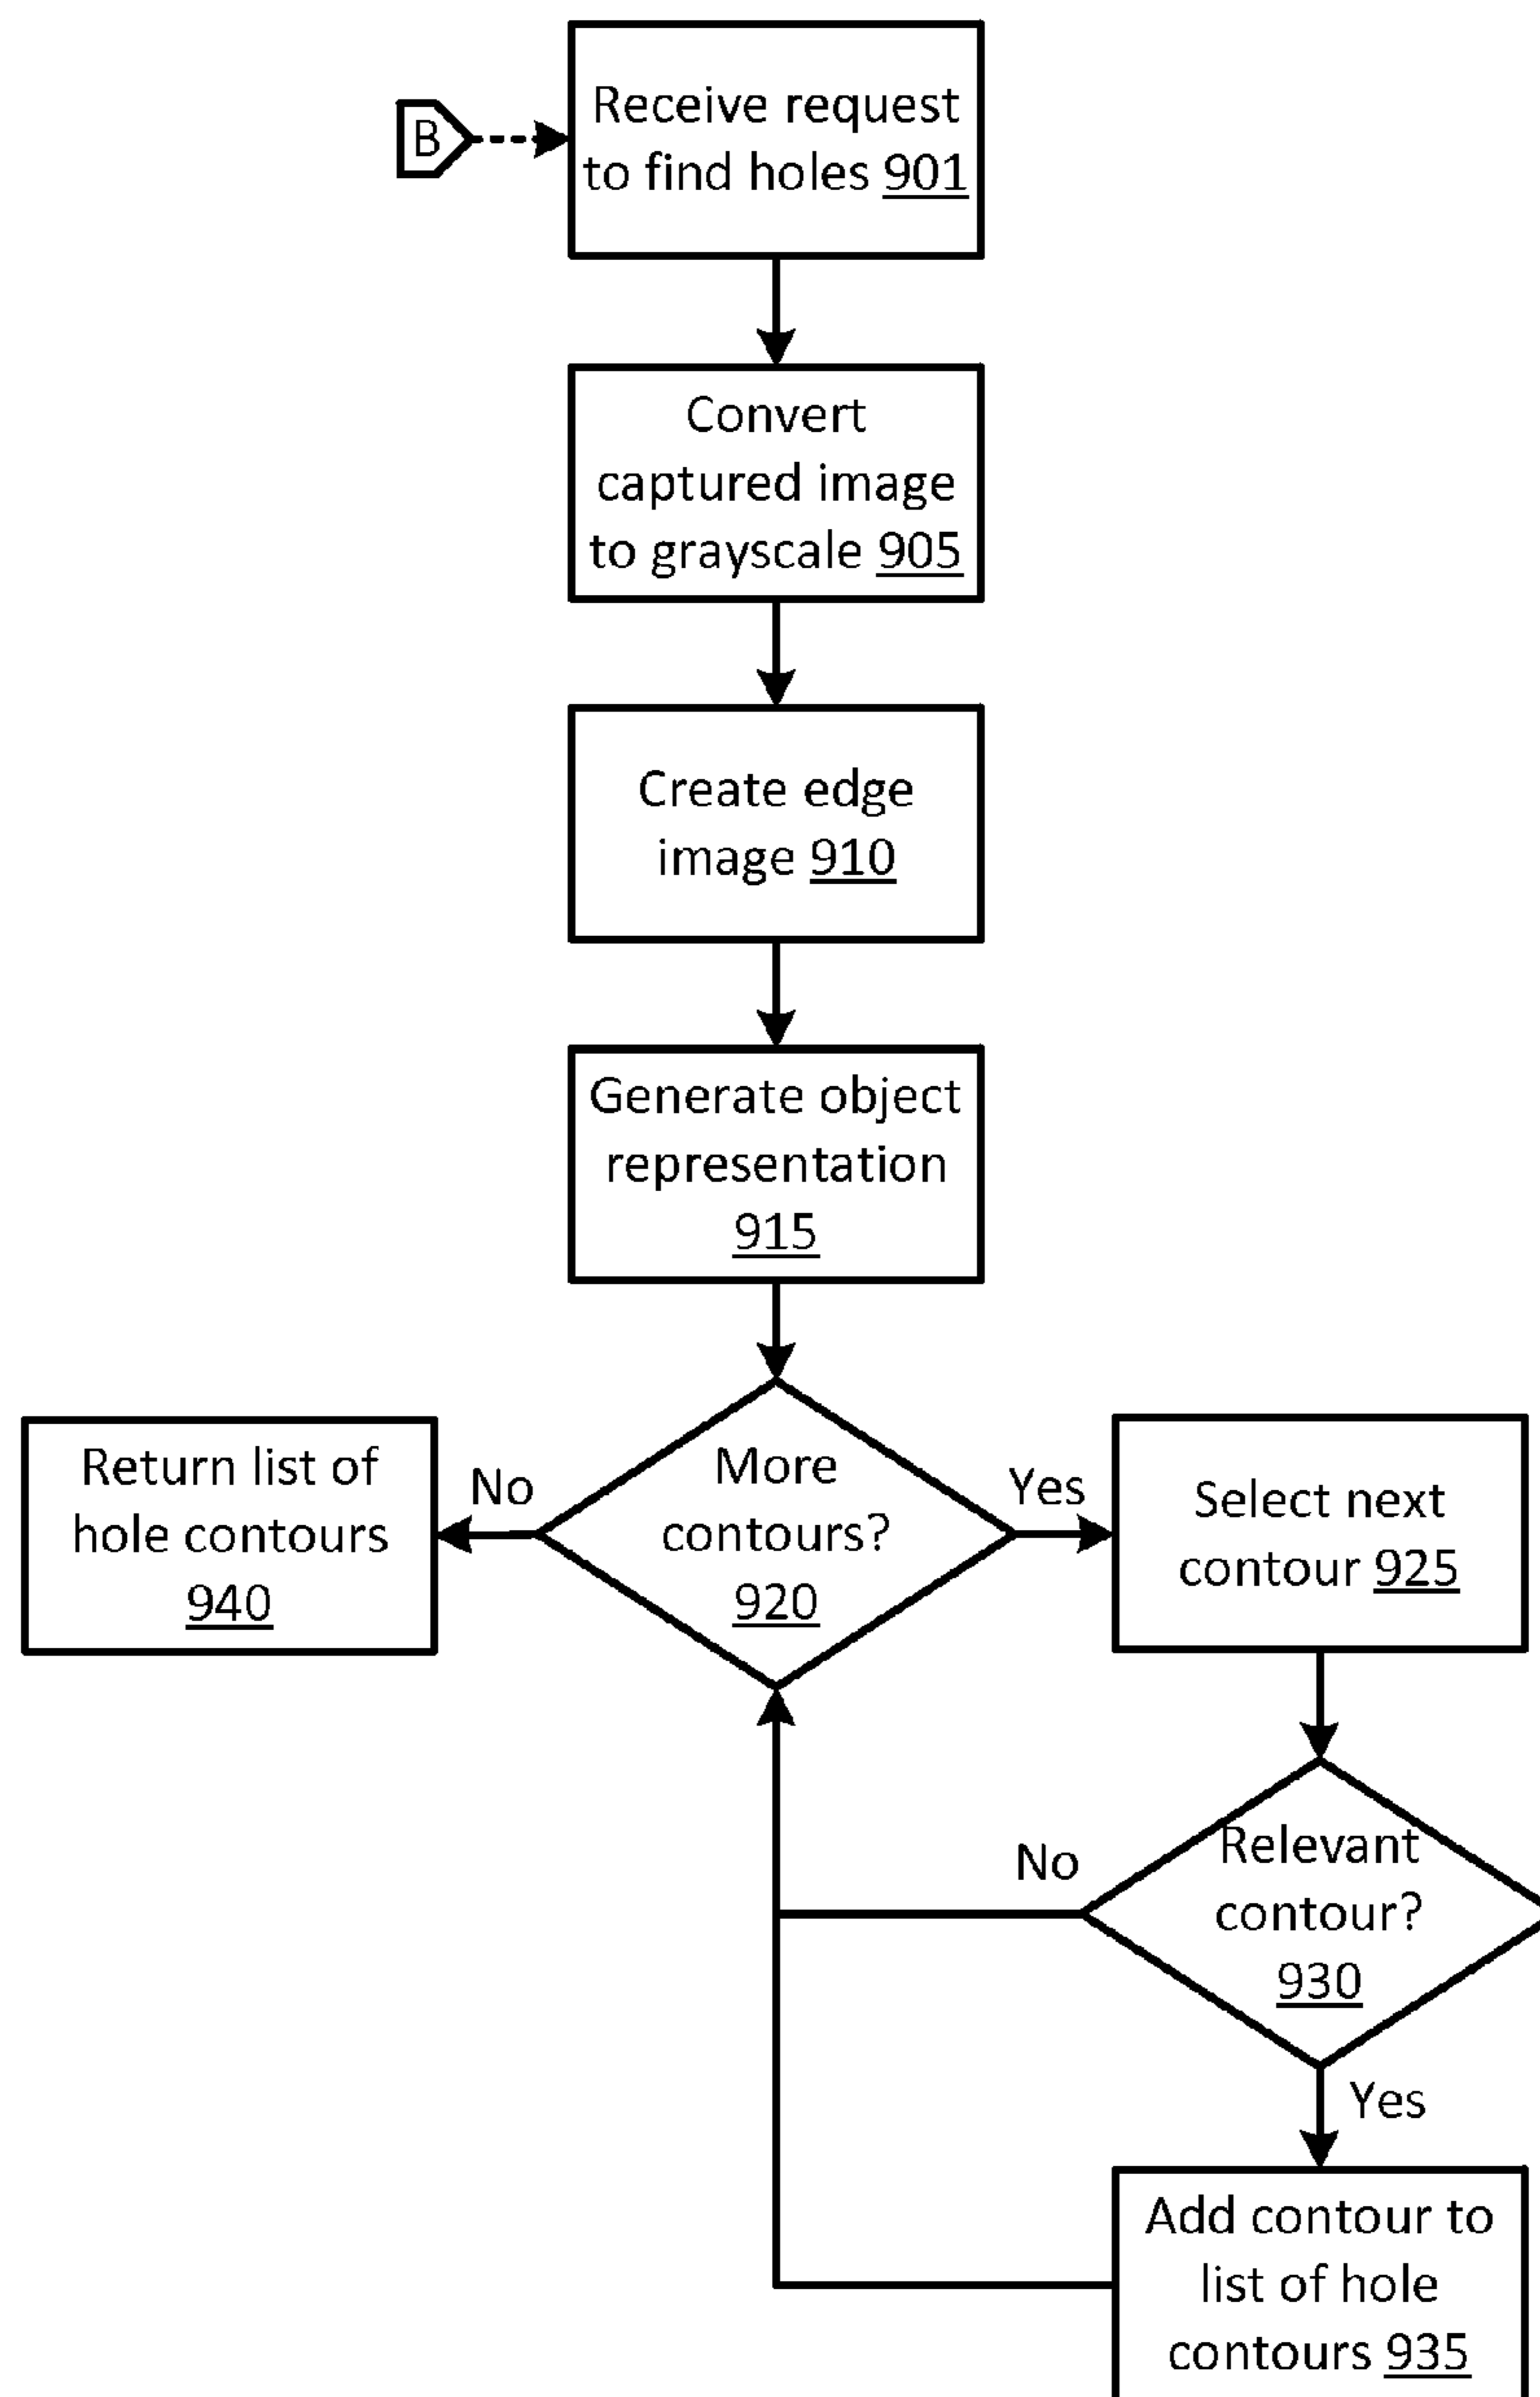 B
Receive request
to find holes 901
Convert
captured image
to grayscale 905
Create edge
image 910
Generate object
representation
915
More
contours?
920
No
Return list of
hole contours
940
Yes
Select next
contour 925
Relevant
contour?
930
No
Yes
Add contour to
list of hole
contours 935